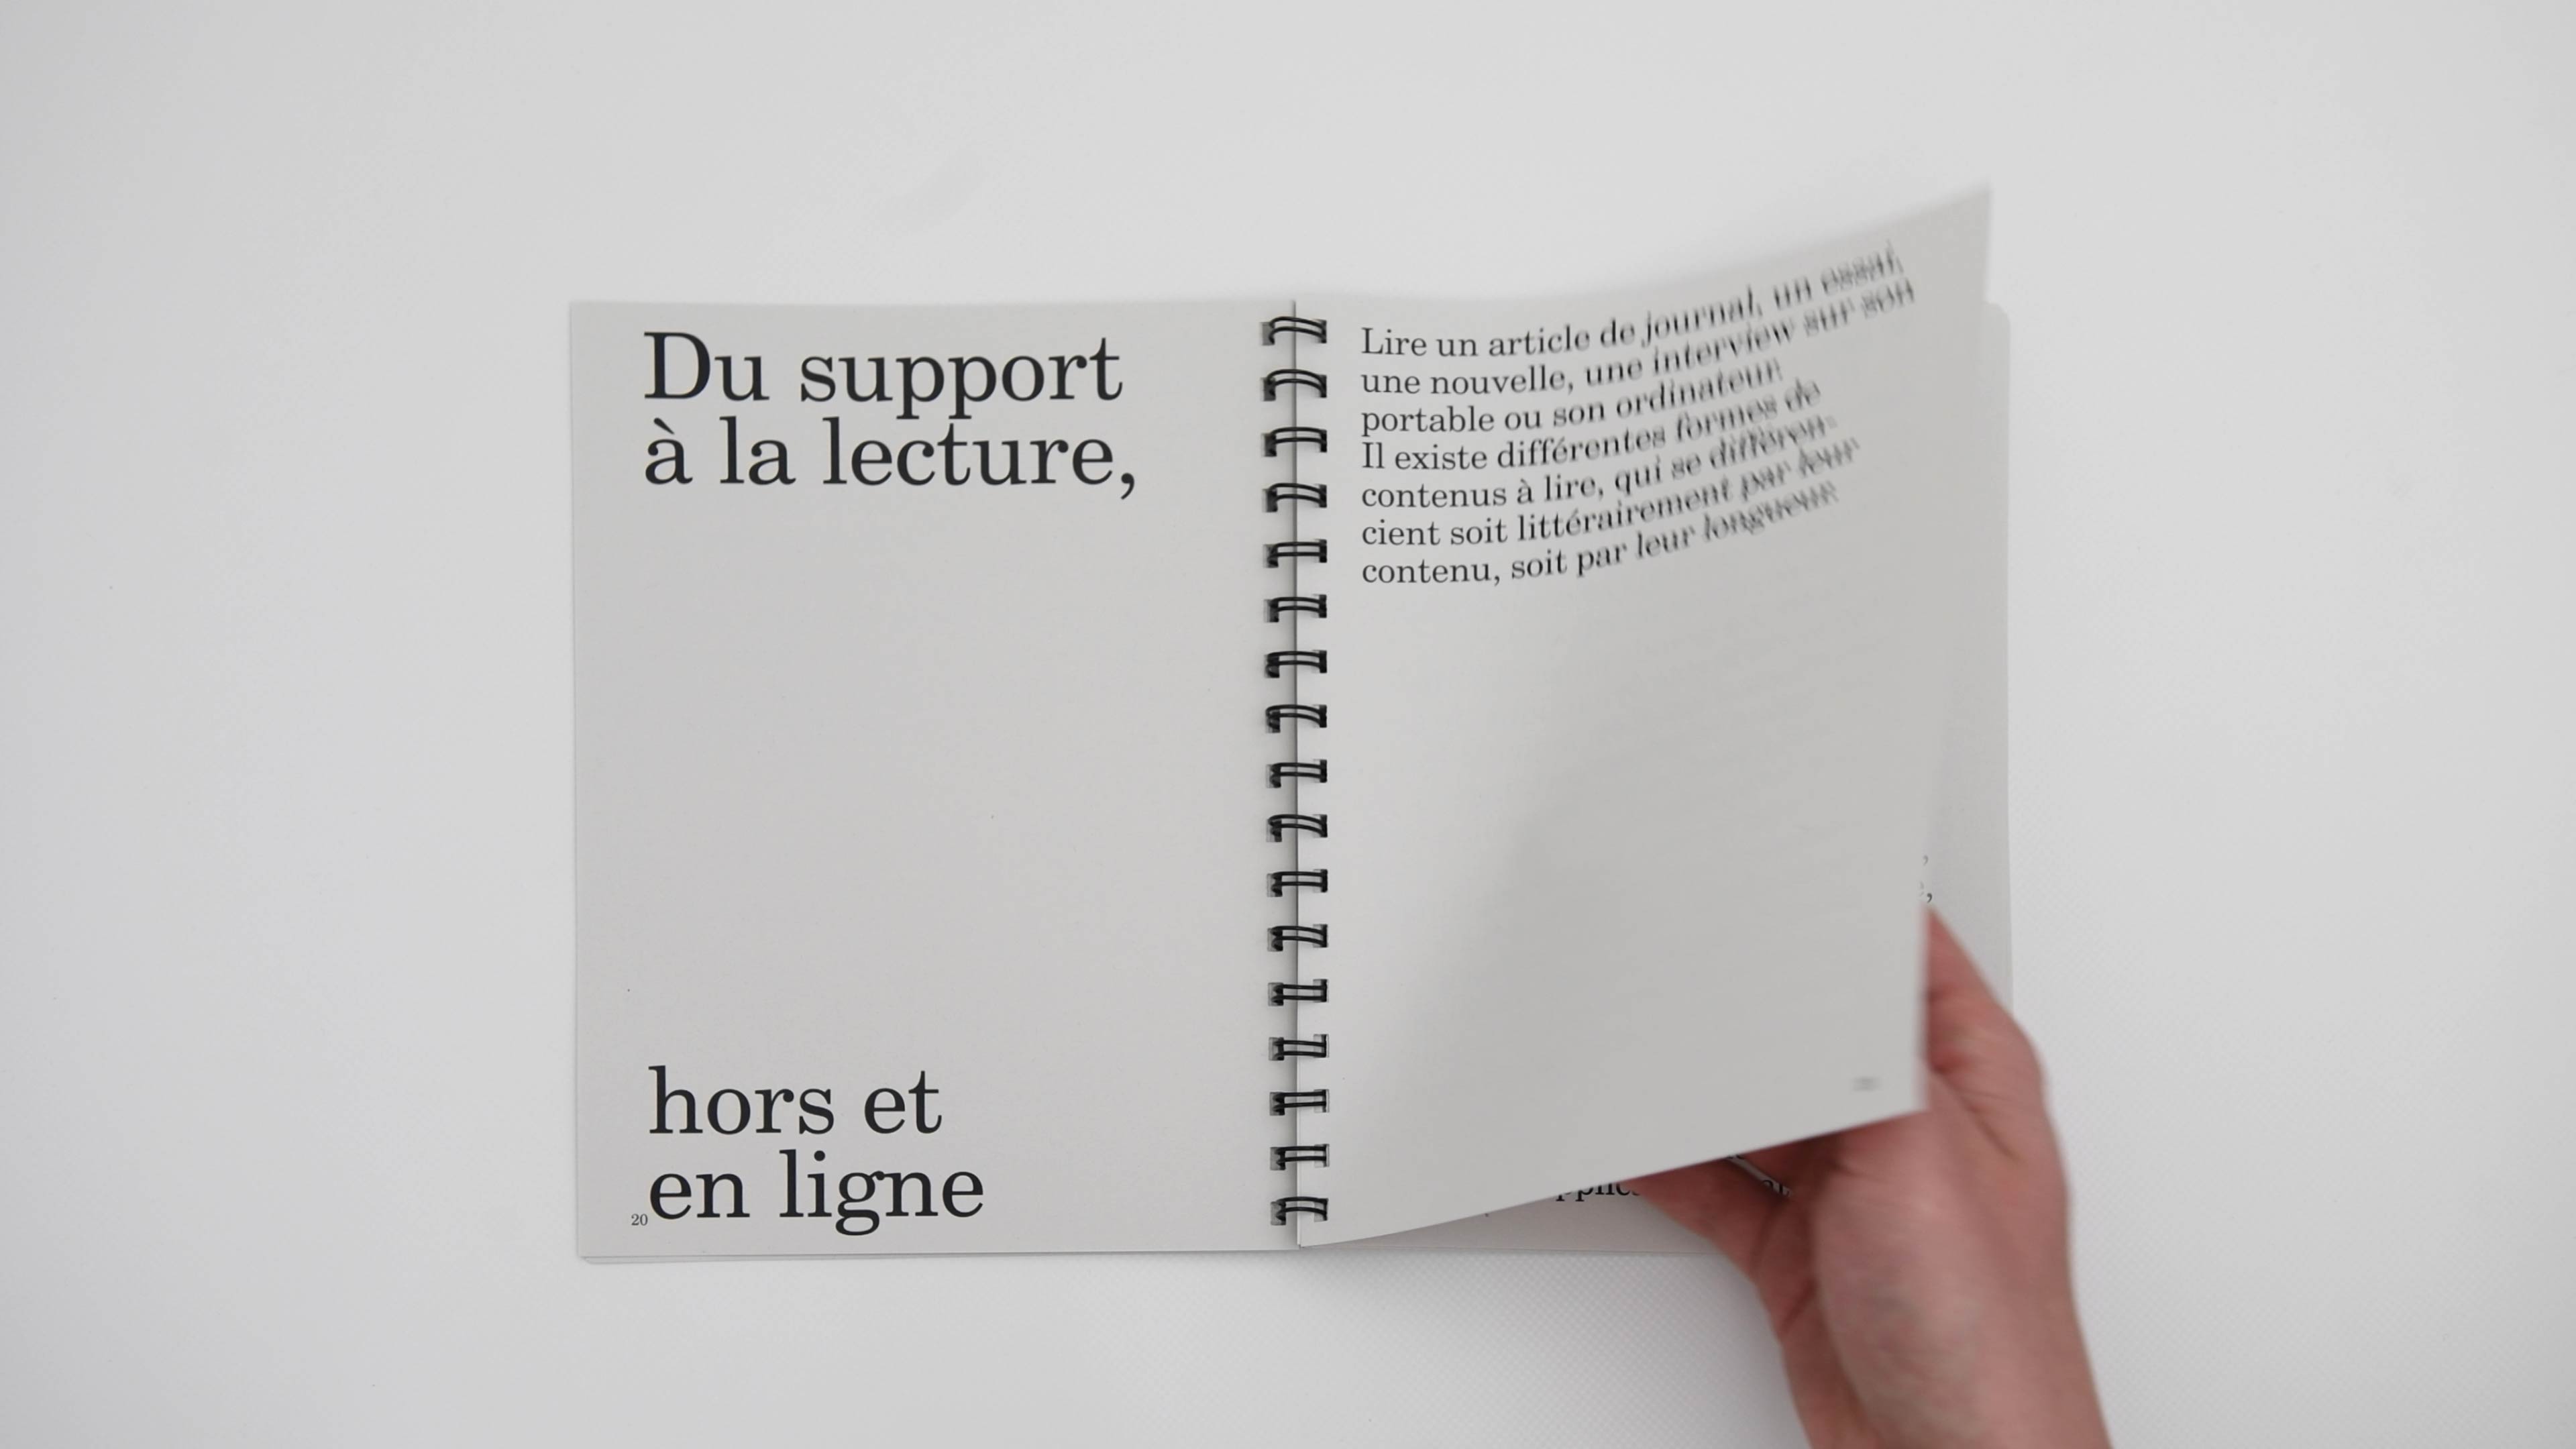 Du support
à la lecture,
hors et
en ligne
20
Lire un article de journal, un essai,
une nouvelle, une interview sur son
portable ou son ordinateur.
Il existe différentes formes de
contenus à lire, qui se différen-
cient soit littérairement par leur
contenu, soit par leur longueur.